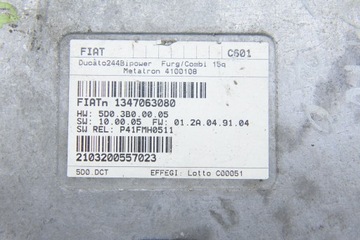 FIAT C601
Ducato244Bipower Furg/Combi 15q
Metatron 4100108
FIATn 1347063080
HW: 5D0.3B0.00.05
SW: 10.00.05 FW: 01.2A.04.91.04
SW REL: P41FMH0511
2103200557023
5D0.DCT EFFEGI: Lotto C00051